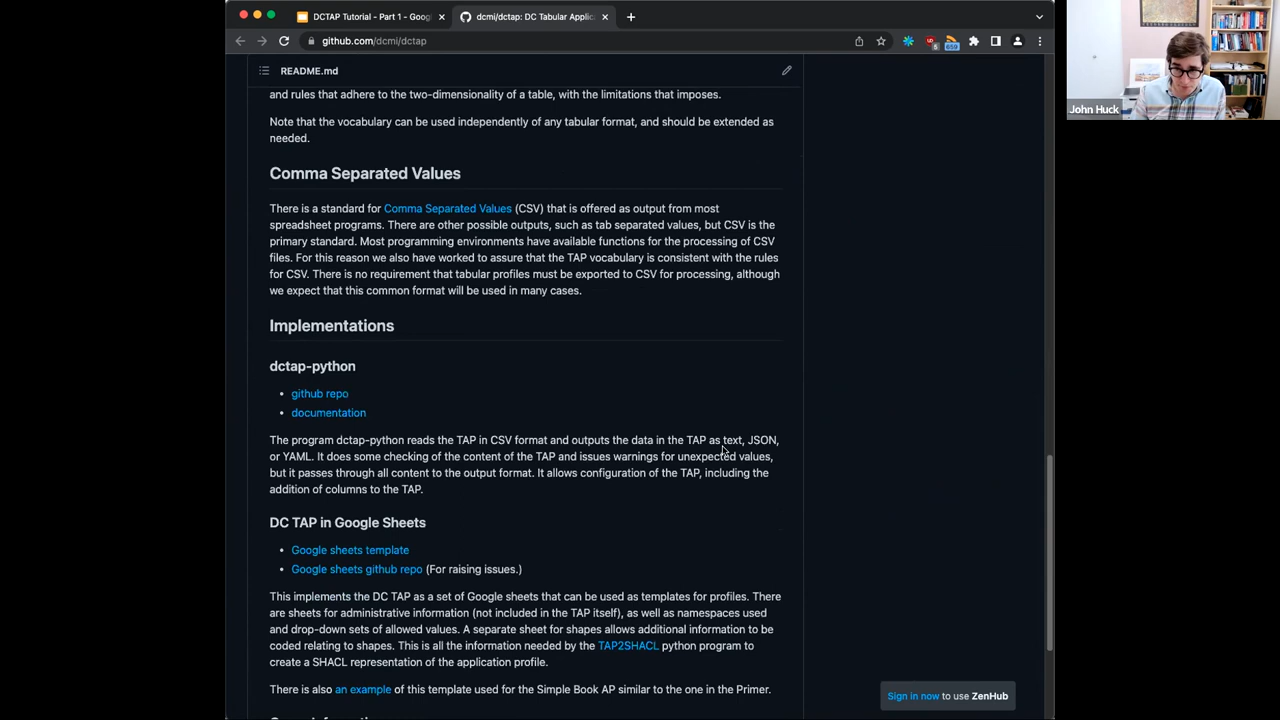 DCTAP Tutorial - Part 1 - Goog
dcmi/dctap: DC Tabular Applic
github.com/dcmi/dctap
README.md
and rules that adhere to the two-dimensionality of a table, with the limitations that imposes.
Note that the vocabulary can be used independently of any tabular format, and should be extended as
needed.
Comma Separated Values
There is a standard for Comma Separated Values (CSV) that is offered as output from most
spreadsheet programs. There are other possible outputs, such as tab separated values, but CSV is the
primary standard. Most programming environments have available functions for the processing of CSV
files. For this reason we also have worked to assure that the TAP vocabulary is consistent with the rules
for CSV. There is no requirement that tabular profiles must be exported to CSV for processing, although
we expect that this common format will be used in many cases.
Implementations
dctap-python
• github repo
• documentation
The program dctap-python reads the TAP in CSV format and outputs the data in the TAP as text, JSON,
or YAML. It does some checking of the content of the TAP and issues warnings for unexpected values,
but it passes through all content to the output format. It allows configuration of the TAP, including the
addition of columns to the TAP.
DC TAP in Google Sheets
• Google sheets template
• Google sheets github repo (For raising issues.)
This implements the DC TAP as a set of Google sheets that can be used as templates for profiles. There
are sheets for administrative information (not included in the TAP itself), as well as namespaces used
and drop-down sets of allowed values. A separate sheet for shapes allows additional information to be
coded relating to shapes. This is all the information needed by the TAP2SHACL python program to
create a SHACL representation of the application profile.
There is also an example of this template used for the Simple Book AP similar to the one in the Primer.
Sign in now to use ZenHub
John Huck